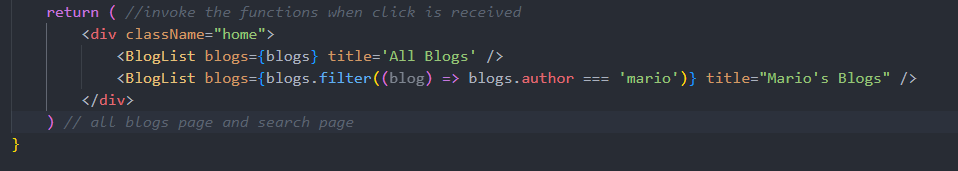 return ( //invoke the functions when click is received
<div className="home">
<BlogList blogs={blogs} title='All Blogs' />
<BlogList blogs={blogs.filter((blog) => blogs.author === 'mario')} title="Mario's Blogs" />
</div>
) // all blogs page and search page
}